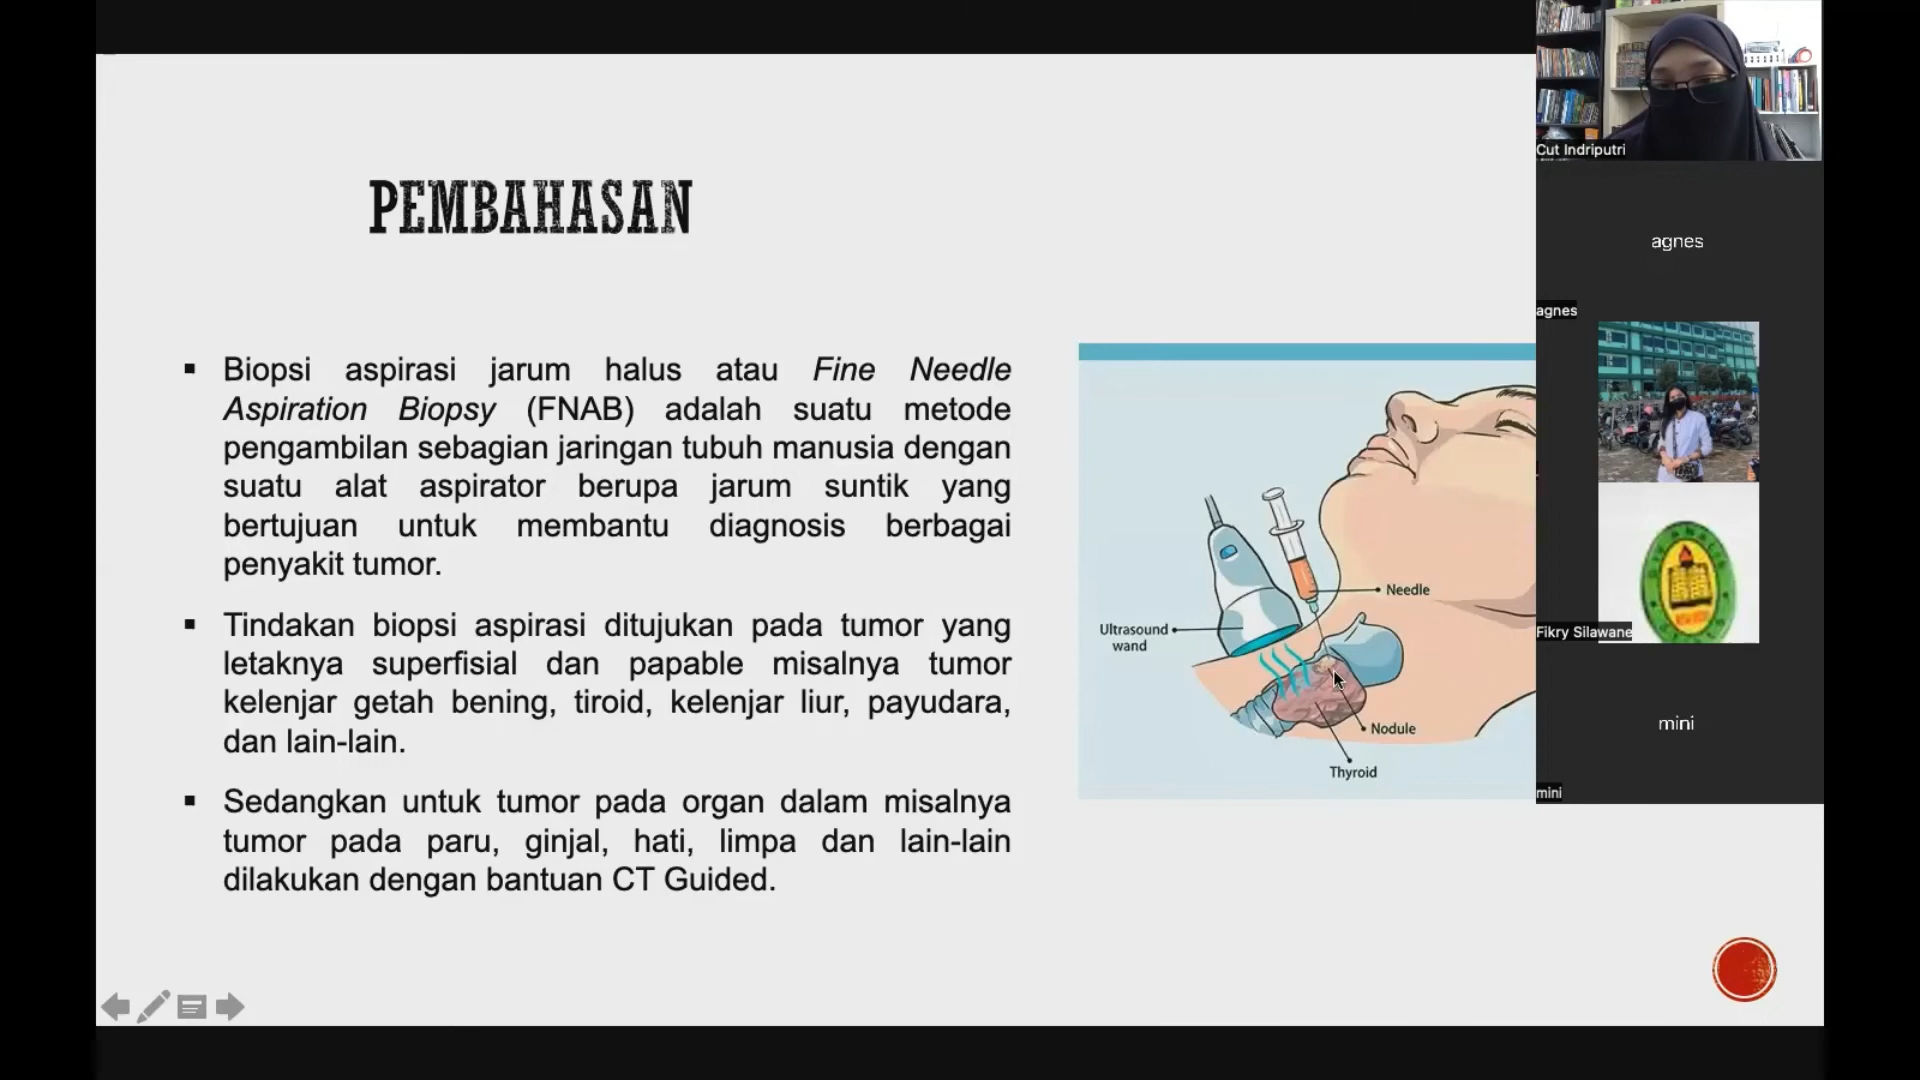 PEMBAHASAN
▪ Biopsi aspirasi jarum halus atau Fine Needle
Aspiration Biopsy (FNAB) adalah suatu metode
pengambilan sebagian jaringan tubuh manusia dengan
suatu alat aspirator berupa jarum suntik yang
bertujuan untuk membantu diagnosis berbagai
penyakit tumor.
▪ Tindakan biopsi aspirasi ditujukan pada tumor yang
letaknya superfisial dan papable misalnya tumor
kelenjar getah bening, tiroid, kelenjar liur, payudara,
dan lain-lain.
▪ Sedangkan untuk tumor pada organ dalam misalnya
tumor pada paru, ginjal, hati, limpa dan lain-lain
dilakukan dengan bantuan CT Guided.
Needle
Ultrasound
wand
Nodule
Thyroid
Cut Indriputri
agnes
agnes
Fikry Silawane
mini
mini